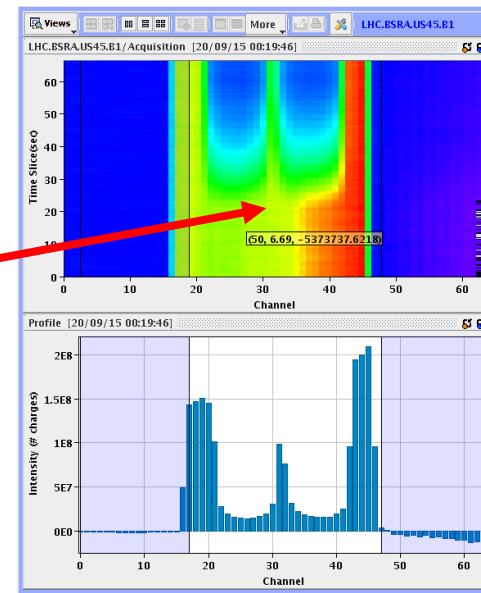 Views More LHC.BSRA.US45.B1
LHC.BSRA.US45.B1/Acquisition [20/09/15 00:19:46]
Time Slice(sec)
60
50
40
30
20
10
0
(50, 6.69, -5373737.6218)
0 10 20 30 40 50 60
Channel
Profile [20/09/15 00:19:46]
Intensity (# charges)
2E8
1.5E8
1E8
5E7
0E0
0 10 20 30 40 50 60
Channel